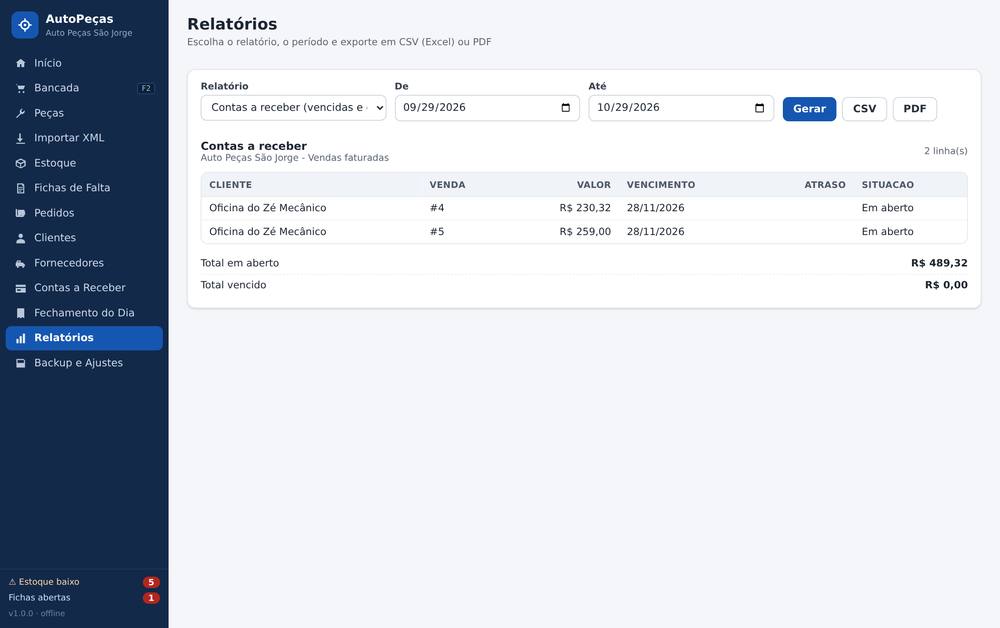 AutoPeças
Auto Peças São Jorge
Início
Bancada F2
Peças
Importar XML
Estoque
Fichas de Falta
Pedidos
Clientes
Fornecedores
Contas a Receber
Fechamento do Dia
Relatórios
Backup e Ajustes
⚠ Estoque baixo 5
Fichas abertas 1
v1.0.0 · offline
Relatórios
Escolha o relatório, o período e exporte em CSV (Excel) ou PDF
Relatório De Até
Contas a receber (vencidas e 09/29/2026 10/29/2026 Gerar CSV PDF
Contas a receber
Auto Peças São Jorge - Vendas faturadas
2 linha(s)
CLIENTE VENDA VALOR VENCIMENTO ATRASO SITUACAO
Oficina do Zé Mecânico #4 R$ 230,32 28/11/2026 Em aberto
Oficina do Zé Mecânico #5 R$ 259,00 28/11/2026 Em aberto
Total em aberto R$ 489,32
Total vencido R$ 0,00